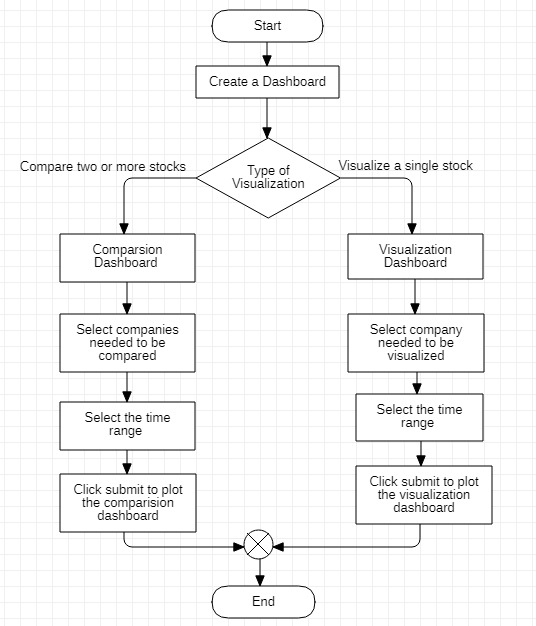 Start
Create a Dashboard
Compare two or more stocks
Type of
Visualization
Visualize a single stock
Comparsion
Dashboard
Visualization
Dashboard
Select companies
needed to be
compared
Select company
needed to be
visualized
Select the time
range
Select the time
range
Click submit to plot
the comparision
dashboard
Click submit to plot
the visualization
dashboard
End